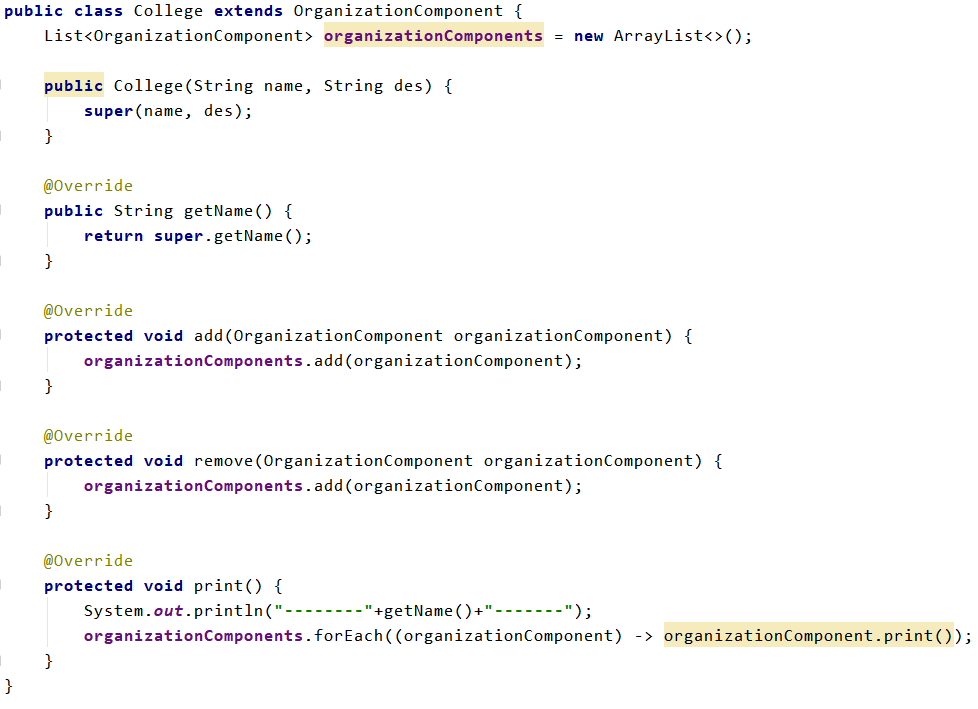 public class College extends OrganizationComponent {
    List<OrganizationComponent> organizationComponents = new ArrayList<>();

    public College(String name, String des) {
        super(name, des);
    }

    @Override
    public String getName() {
        return super.getName();
    }

    @Override
    protected void add(OrganizationComponent organizationComponent) {
        organizationComponents.add(organizationComponent);
    }

    @Override
    protected void remove(OrganizationComponent organizationComponent) {
        organizationComponents.add(organizationComponent);
    }

    @Override
    protected void print() {
        System.out.println("--------"+getName()+"-------");
        organizationComponents.forEach((organizationComponent) -> organizationComponent.print());
    }
}